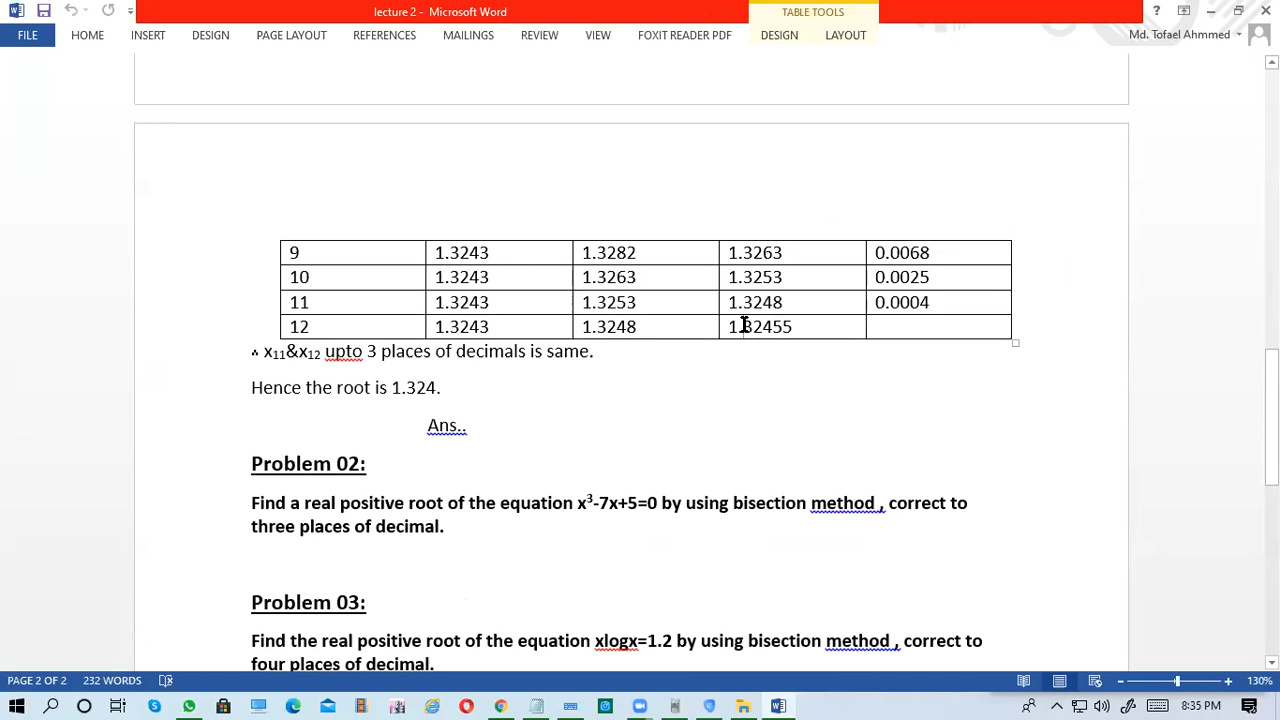 lecture 2 - Microsoft Word
TABLE TOOLS
FILE HOME INSERT DESIGN PAGE LAYOUT REFERENCES MAILINGS REVIEW VIEW FOXIT READER PDF DESIGN LAYOUT Md. Tofael Ahmmed
9 1.3243 1.3282 1.3263 0.0068
10 1.3243 1.3263 1.3253 0.0025
11 1.3243 1.3253 1.3248 0.0004
12 1.3243 1.3248 1.32455
∴ x₁₁&x₁₂ upto 3 places of decimals is same.
Hence the root is 1.324.
Ans..
Problem 02:
Find a real positive root of the equation x³-7x+5=0 by using bisection method , correct to
three places of decimal.
Problem 03:
Find the real positive root of the equation xlogx=1.2 by using bisection method , correct to
four places of decimal.
PAGE 2 OF 2 232 WORDS 130%
8:35 PM